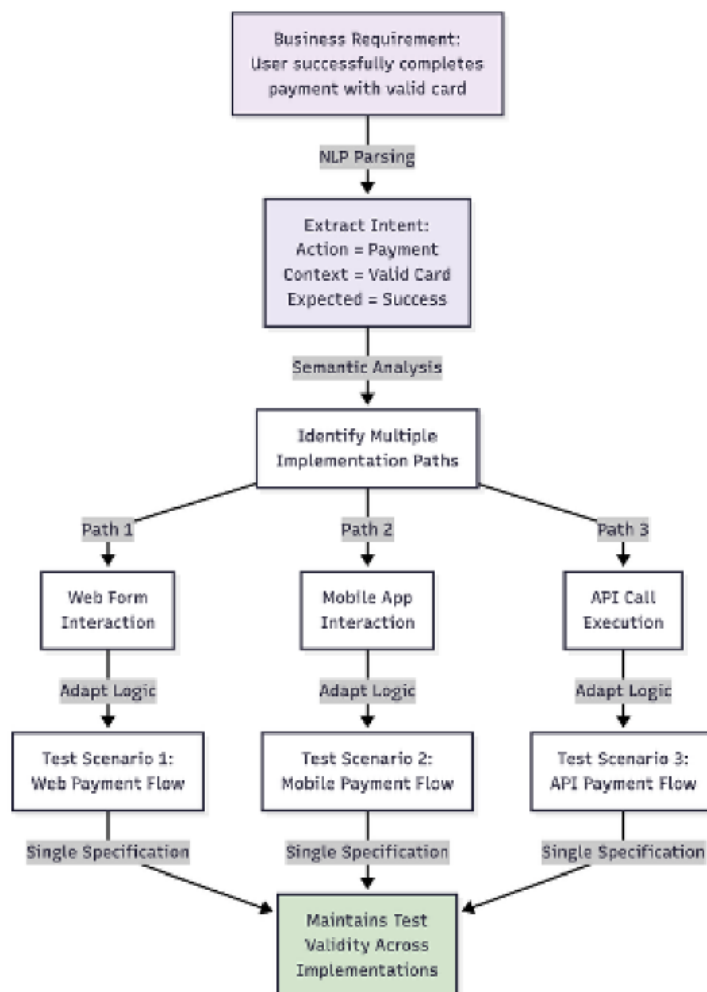 Business Requirement:
User successfully completes
payment with valid card
NLP Parsing
Extract Intent:
Action = Payment
Context = Valid Card
Expected = Success
Semantic Analysis
Identify Multiple
Implementation Paths
Path 1
Path 2
Path 3
Web Form
Interaction
Mobile App
Interaction
API Call
Execution
Adapt Logic
Adapt Logic
Adapt Logic
Test Scenario 1:
Web Payment Flow
Test Scenario 2:
Mobile Payment Flow
Test Scenario 3:
API Payment Flow
Single Specification
Single Specification
Single Specification
Maintains Test
Validity Across
Implementations